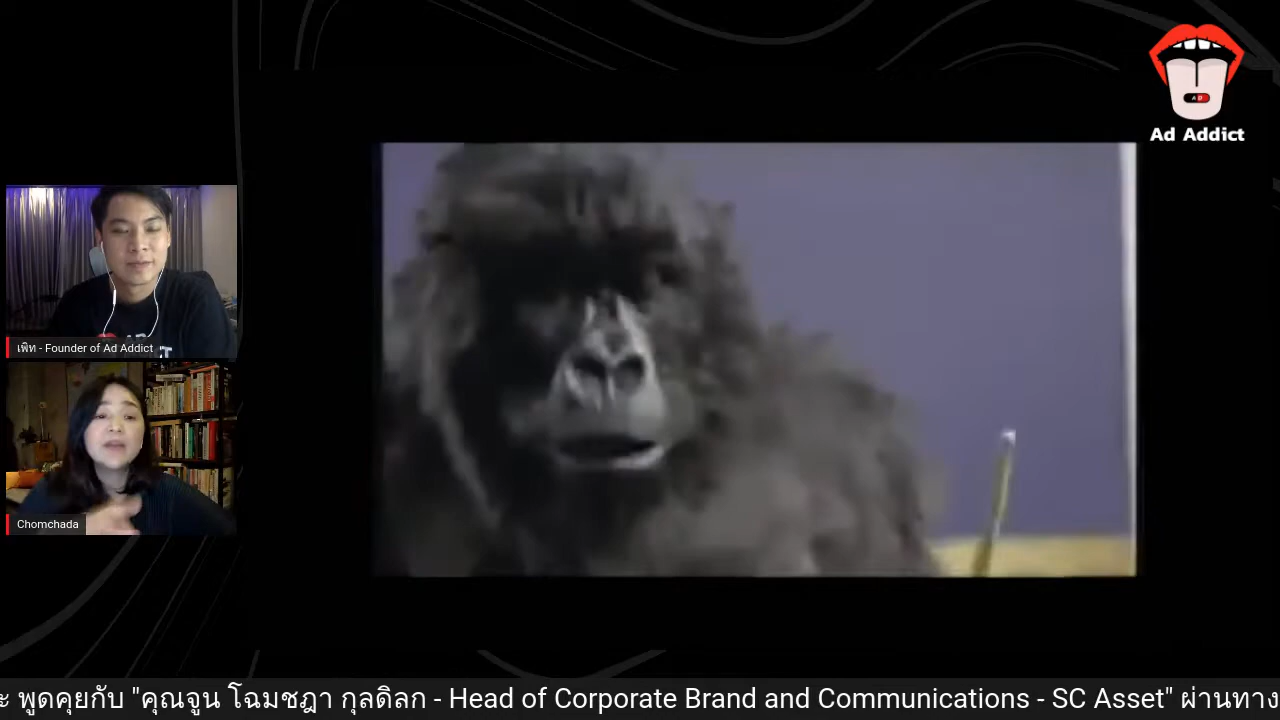 Ad Addict
เพิท - Founder of Ad Addict
Chomchada
ะ พูดคุยกับ "คุณจูน โฉมชฎา กุลดิลก - Head of Corporate Brand and Communications - SC Asset" ผ่านทาง